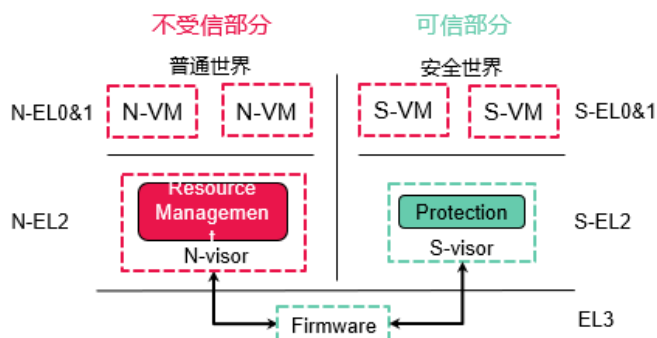 不受信部分 可信部分
普通世界 安全世界
N-EL0&1 N-VM N-VM S-VM S-VM S-EL0&1
Resource
Managemen
t
N-EL2 Protection S-EL2
N-visor S-visor
Firmware EL3